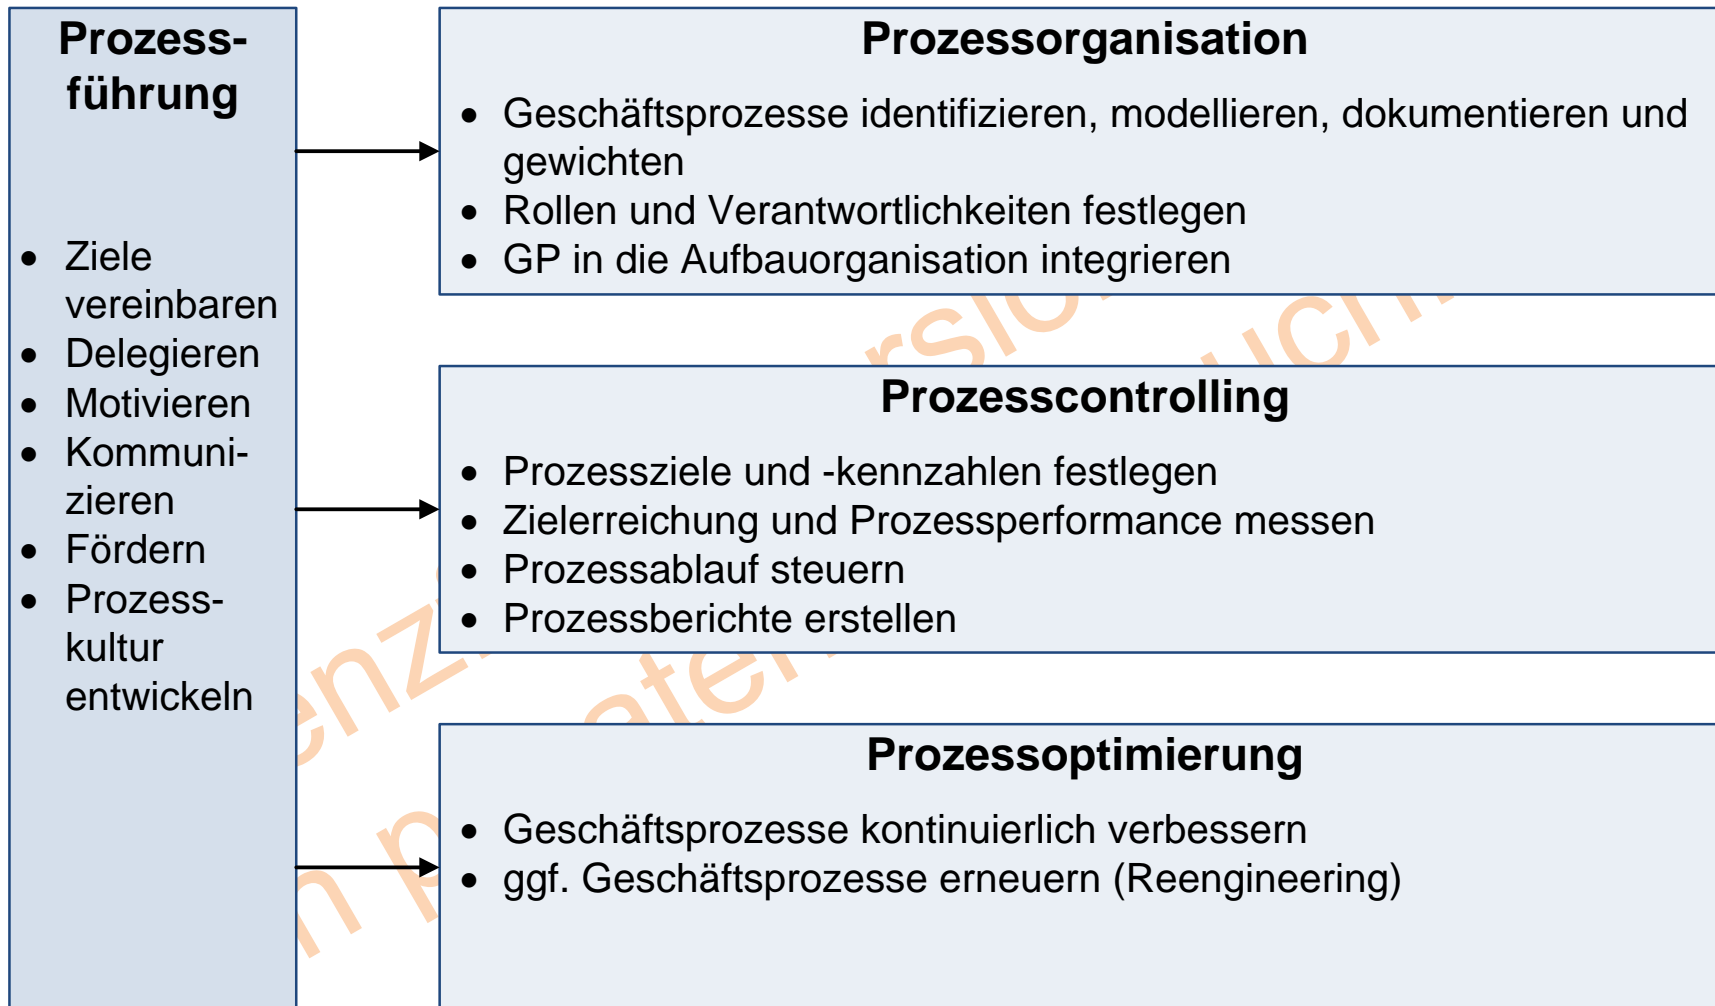 Prozess-
führung
• Ziele
vereinbaren
• Delegieren
• Motivieren
• Kommuni-
zieren
• Fördern
• Prozess-
kultur
entwickeln
Prozessorganisation
• Geschäftsprozesse identifizieren, modellieren, dokumentieren und
gewichten
• Rollen und Verantwortlichkeiten festlegen
• GP in die Aufbauorganisation integrieren
Prozesscontrolling
• Prozessziele und -kennzahlen festlegen
• Zielerreichung und Prozessperformance messen
• Prozessablauf steuern
• Prozessberichte erstellen
Prozessoptimierung
• Geschäftsprozesse kontinuierlich verbessern
• ggf. Geschäftsprozesse erneuern (Reengineering)